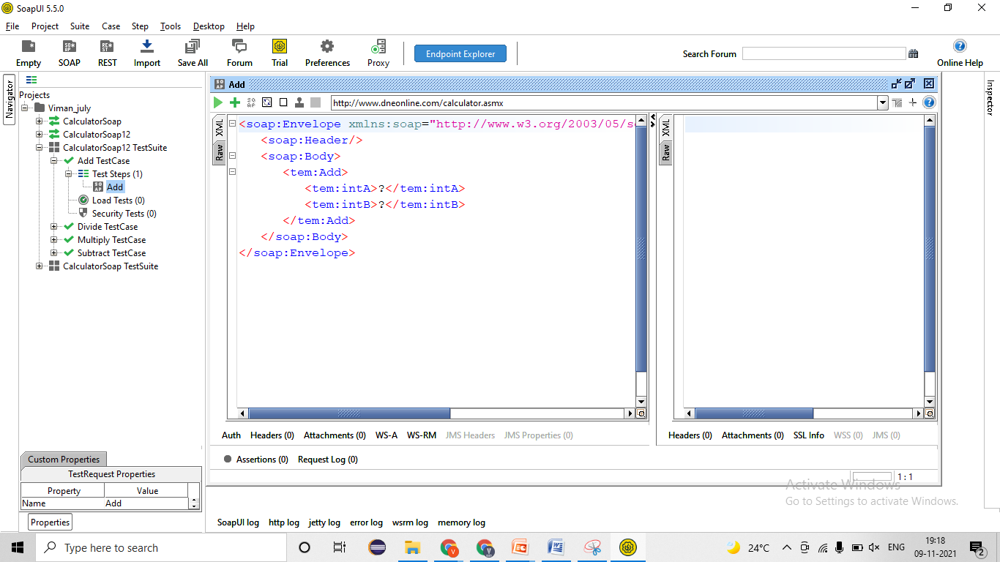 SoapUI 5.5.0
File Project Suite Case Step Tools Desktop Help
Empty SOAP REST Import Save All Forum Trial Preferences Proxy Endpoint Explorer Search Forum Online Help
Navigator
Projects
Viman_july
CalculatorSoap
CalculatorSoap12
CalculatorSoap12 TestSuite
Add TestCase
Test Steps (1)
Add
Load Tests (0)
Security Tests (0)
Divide TestCase
Multiply TestCase
Subtract TestCase
CalculatorSoap TestSuite
Custom Properties
TestRequest Properties
Property Value
Name Add
Properties
Add
http://www.dneonline.com/calculator.asmx
XML
Raw
<soap:Envelope xmlns:soap="http://www.w3.org/2003/05/s
<soap:Header/>
<soap:Body>
<tem:Add>
<tem:intA>?</tem:intA>
<tem:intB>?</tem:intB>
</tem:Add>
</soap:Body>
</soap:Envelope>
XML
Raw
Inspector
Auth Headers (0) Attachments (0) WS-A WS-RM JMS Headers JMS Properties (0)
Headers (0) Attachments (0) SSL Info WSS (0) JMS (0)
Assertions (0) Request Log (0)
1 : 1
Activate Windows
Go to Settings to activate Windows.
SoapUI log http log jetty log error log wsrm log memory log
Type here to search
24°C ENG 19:18
09-11-2021
2